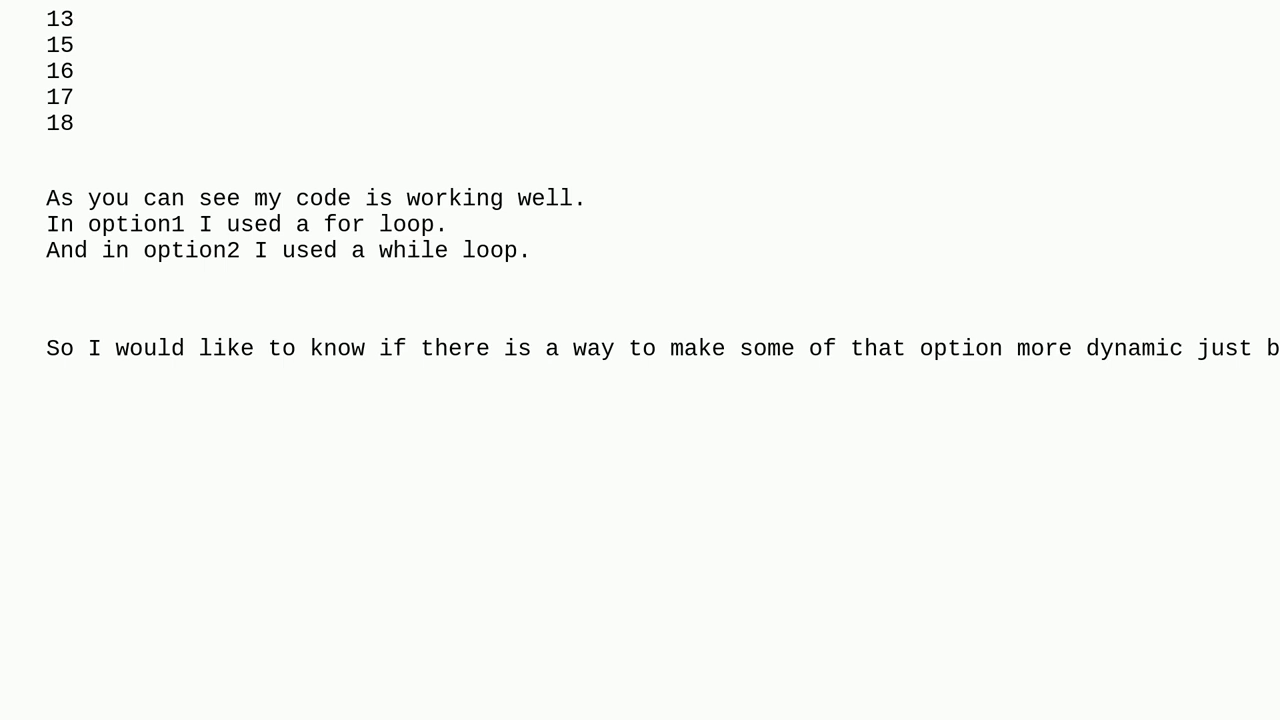 13
15
16
17
18
As you can see my code is working well.
In option1 I used a for loop.
And in option2 I used a while loop.
So I would like to know if there is a way to make some of that option more dynamic just